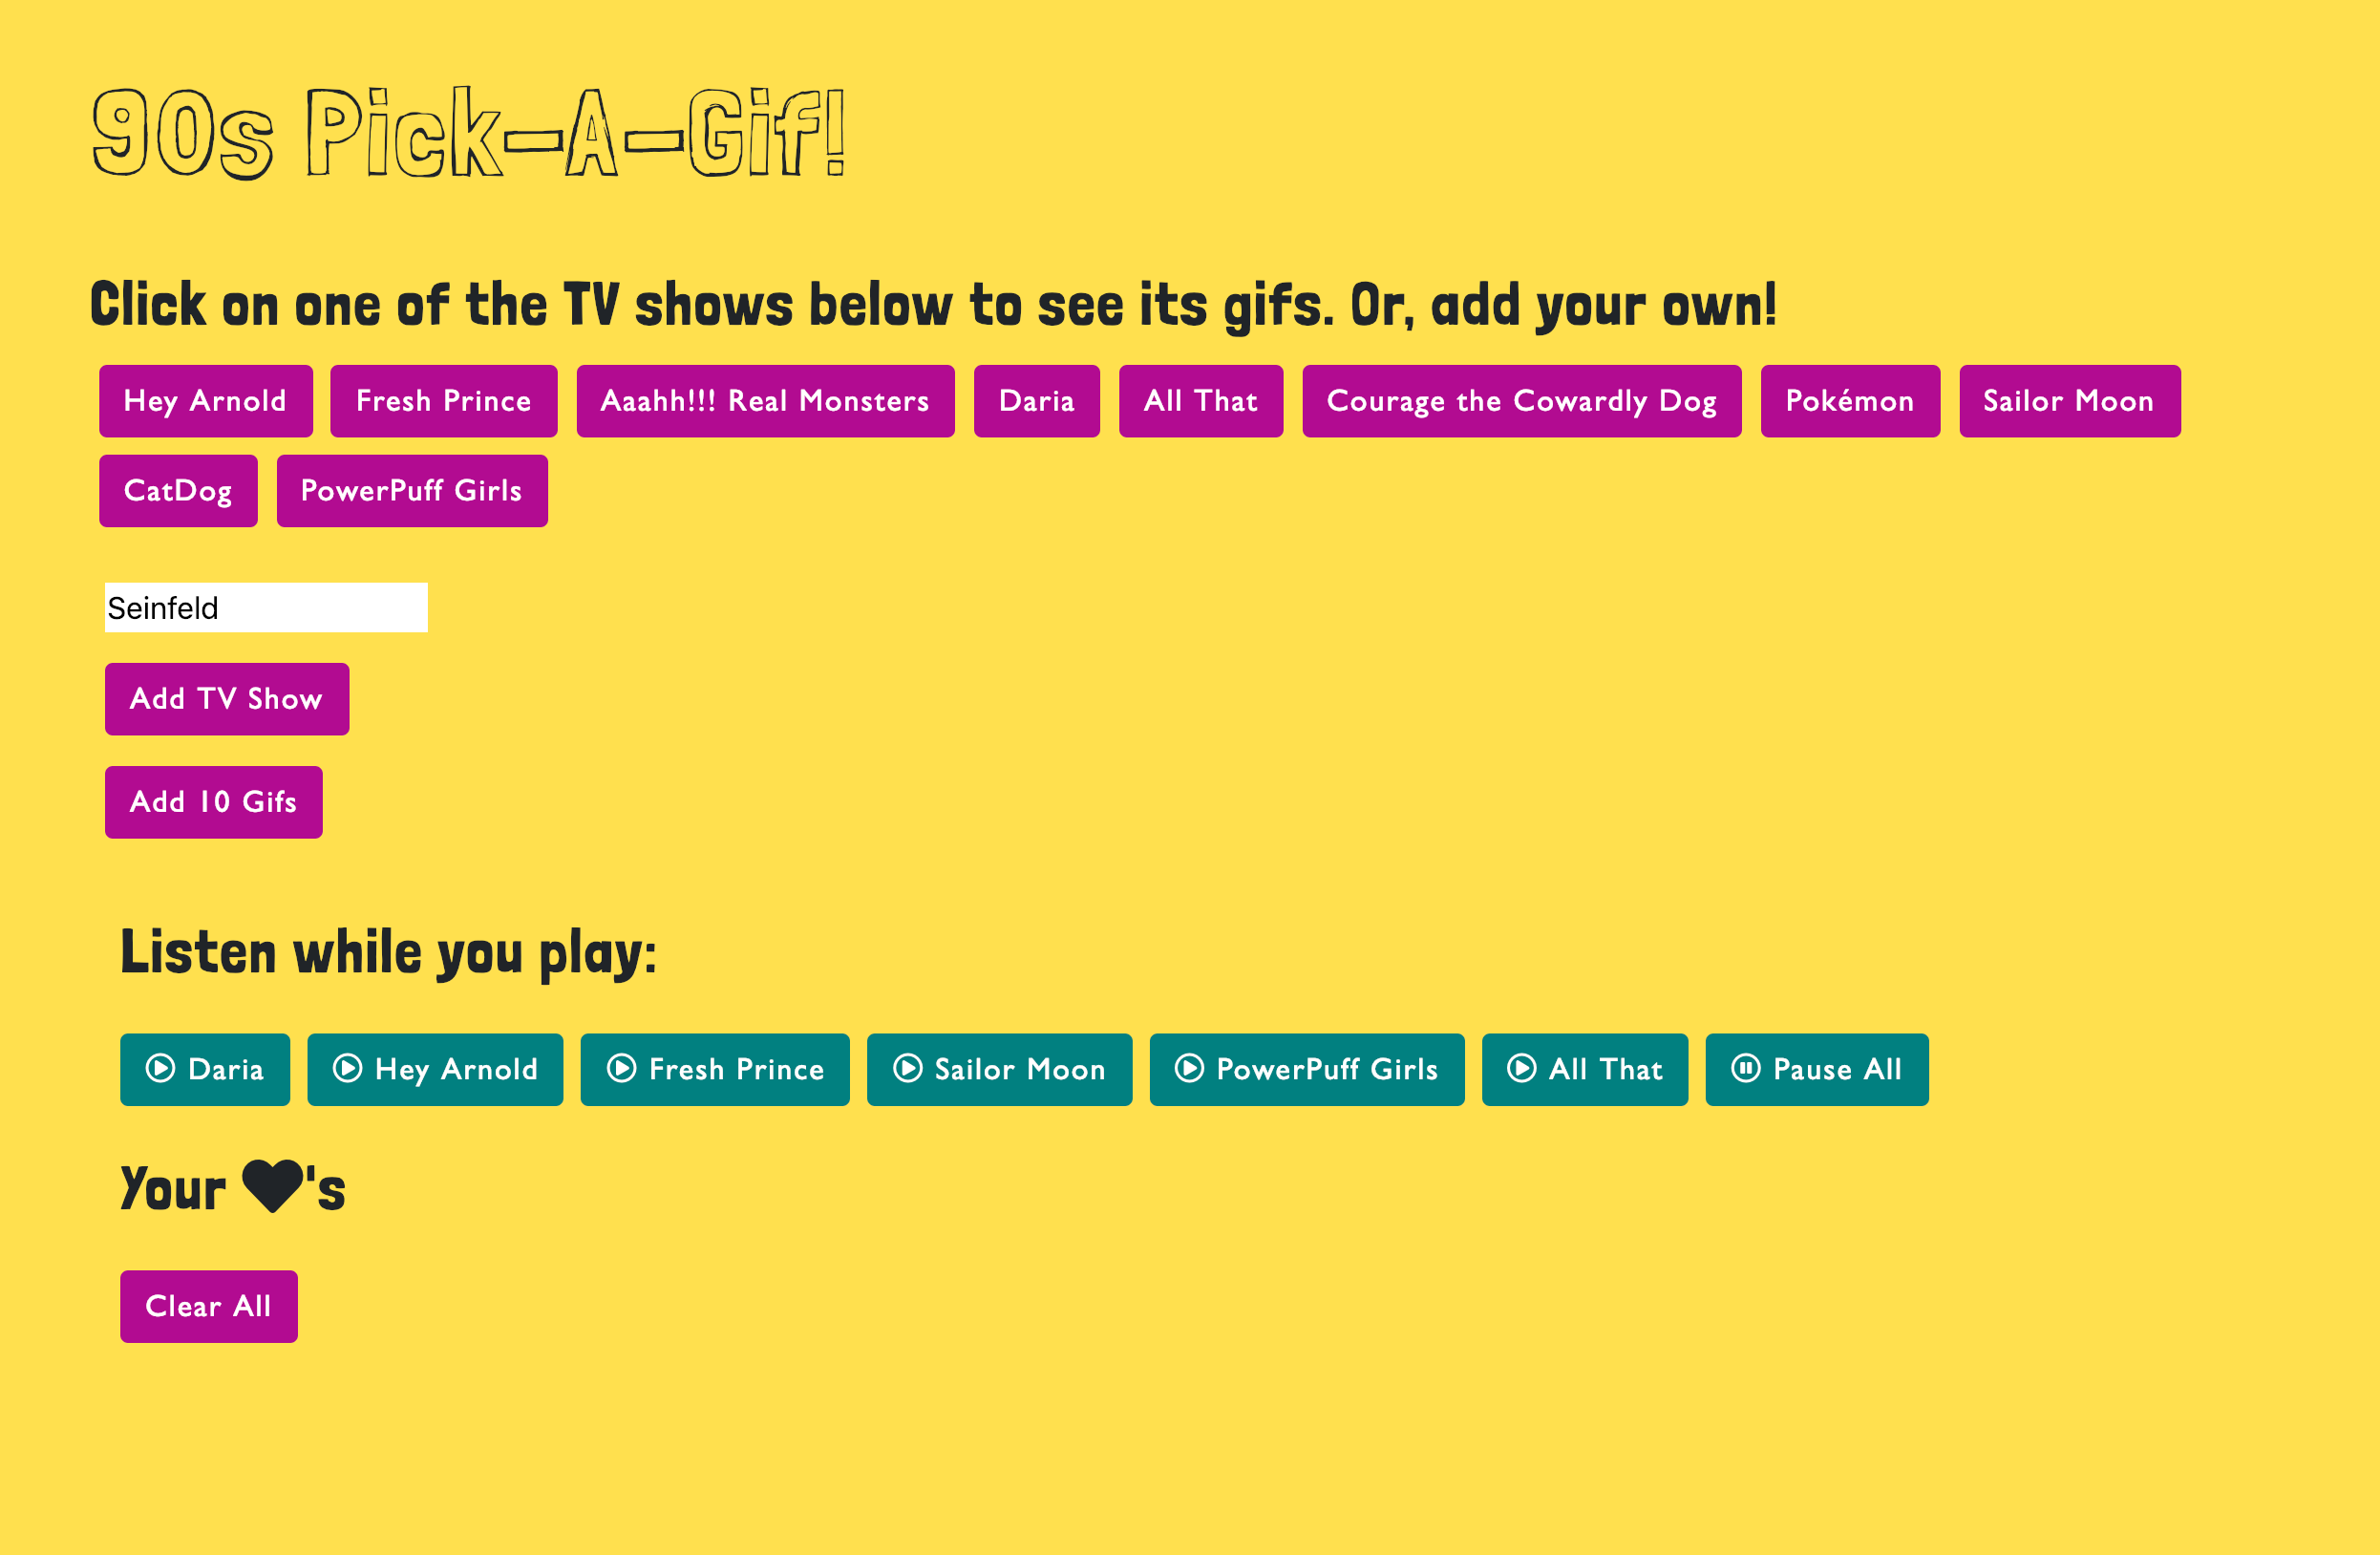 90s Pick-A-Gif!
Click on one of the TV shows below to see its gifs. Or, add your own!
Hey Arnold Fresh Prince Aaahh!!! Real Monsters Daria All That Courage the Cowardly Dog Pokémon Sailor Moon
CatDog PowerPuff Girls
Seinfeld
Add TV Show
Add 10 Gifs
Listen while you play:
Daria Hey Arnold Fresh Prince Sailor Moon PowerPuff Girls All That Pause All
Your ♥'s
Clear All